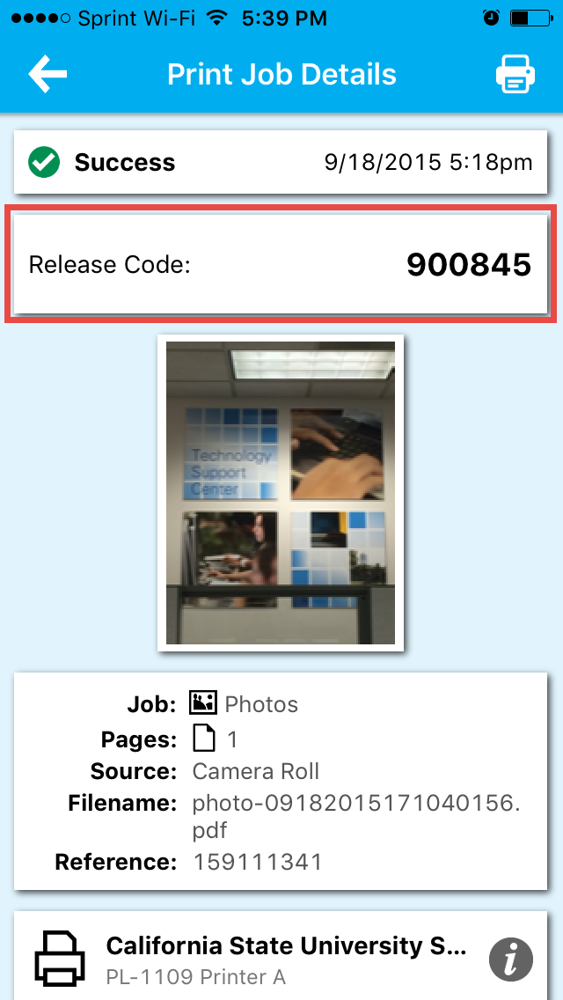 Sprint Wi-Fi 5:39 PM
Print Job Details
Success 9/18/2015 5:18pm
Release Code: 900845
Technology
Support
Center
Job: Photos
Pages: 1
Source: Camera Roll
Filename: photo-09182015171040156.
pdf
Reference: 159111341
California State University S...
PL-1109 Printer A